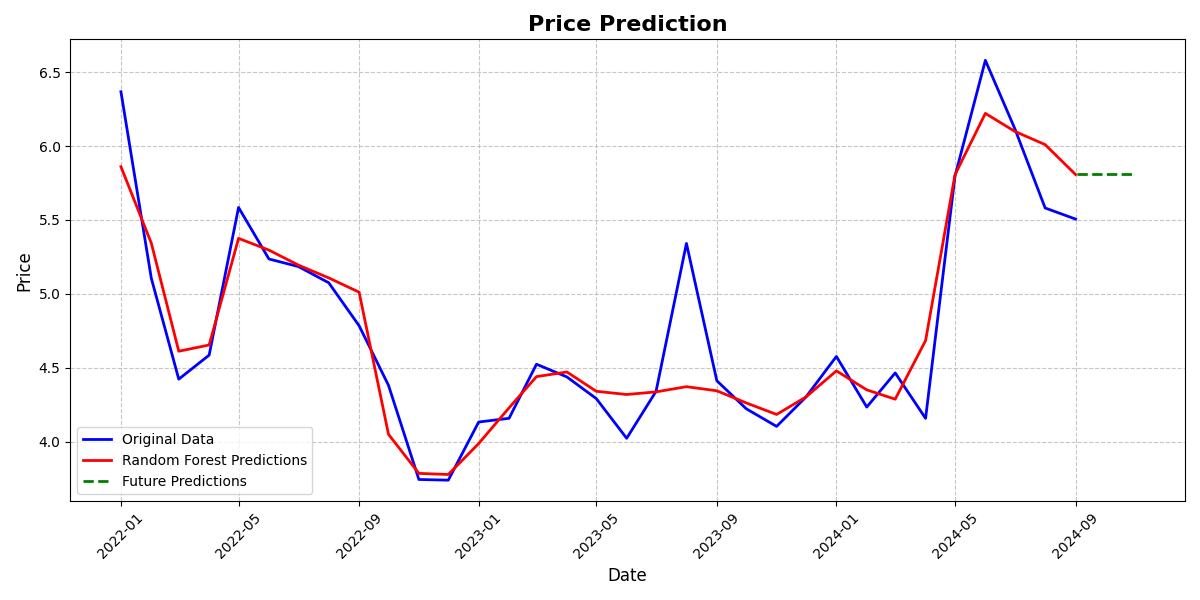 Price Prediction
Price
6.5
6.0
5.5
5.0
4.5
4.0
Original Data
Random Forest Predictions
Future Predictions
2022-01
2022-05
2022-09
2023-01
2023-05
2023-09
2024-01
2024-05
2024-09
Date